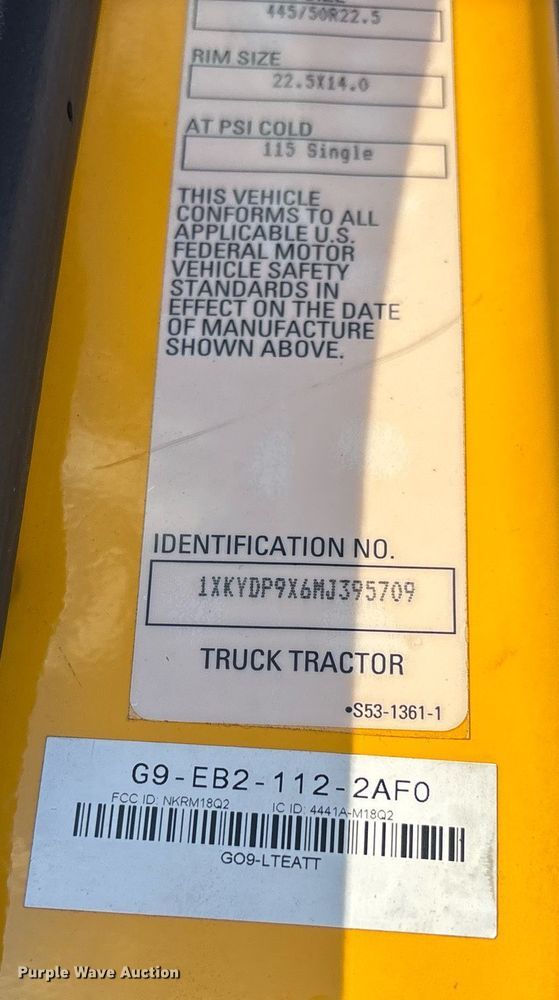 445/50R22.5
RIM SIZE
22.5X14.0
AT PSI COLD
115 Single
THIS VEHICLE
CONFORMS TO ALL
APPLICABLE U.S.
FEDERAL MOTOR
VEHICLE SAFETY
STANDARDS IN
EFFECT ON THE DATE
OF MANUFACTURE
SHOWN ABOVE.
IDENTIFICATION NO.
1XKYDP9X6MJ395709
TRUCK TRACTOR
•S53-1361-1
G9-EB2-112-2AF0
FCC ID: NKRM18Q2 IC ID: 4441A-M18Q2
GO9-LTEATT
Purple Wave Auction